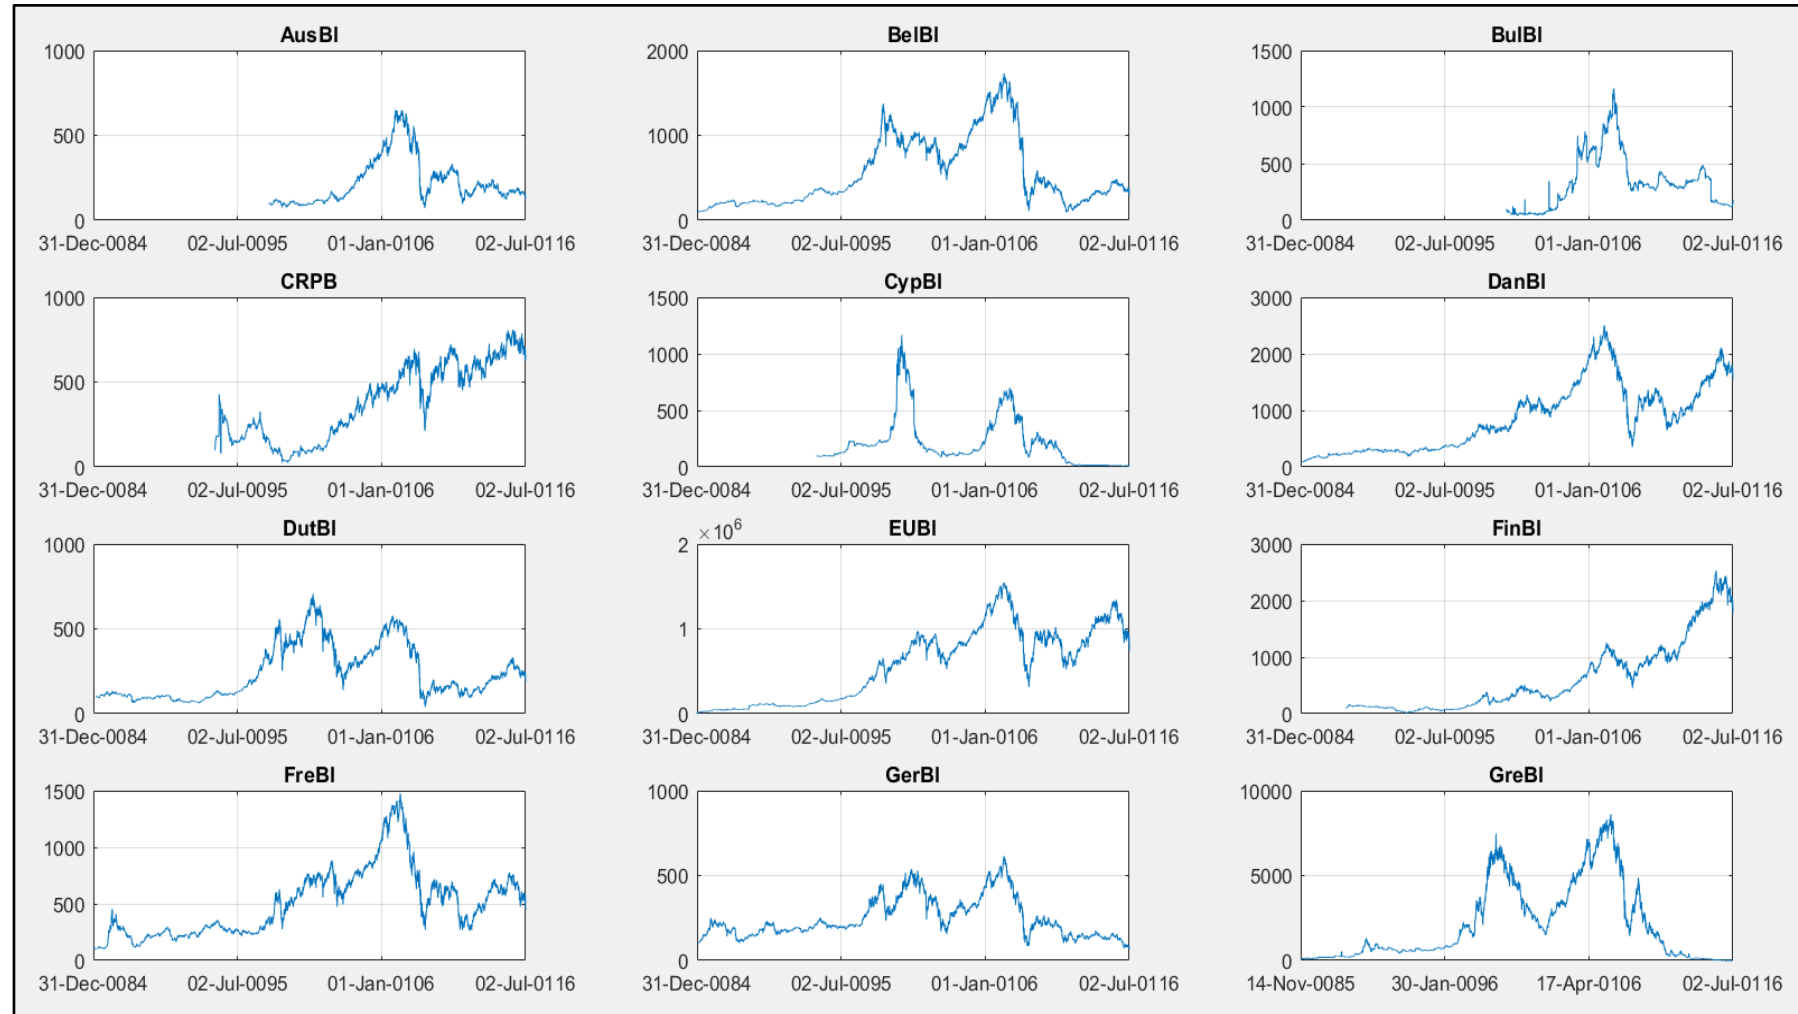 AusBI BelBI BulBI
1000 2000 1500
1000
500 1000
500
0 0 0
31-Dec-0084 02-Jul-0095 01-Jan-0106 02-Jul-0116 31-Dec-0084 02-Jul-0095 01-Jan-0106 02-Jul-0116 31-Dec-0084 02-Jul-0095 01-Jan-0106 02-Jul-0116
CRPB CypBI DanBI
1000 1500 3000
1000 2000
500
500 1000
0 0 0
31-Dec-0084 02-Jul-0095 01-Jan-0106 02-Jul-0116 31-Dec-0084 02-Jul-0095 01-Jan-0106 02-Jul-0116 31-Dec-0084 02-Jul-0095 01-Jan-0106 02-Jul-0116
DutBI EUBI FinBI
×10⁶
1000 2 3000
2000
500 1
1000
0 0 0
31-Dec-0084 02-Jul-0095 01-Jan-0106 02-Jul-0116 31-Dec-0084 02-Jul-0095 01-Jan-0106 02-Jul-0116 31-Dec-0084 02-Jul-0095 01-Jan-0106 02-Jul-0116
FreBI GerBI GreBI
1500 1000 10000
1000
500 5000
500
0 0 0
31-Dec-0084 02-Jul-0095 01-Jan-0106 02-Jul-0116 31-Dec-0084 02-Jul-0095 01-Jan-0106 02-Jul-0116 14-Nov-0085 30-Jan-0096 17-Apr-0106 02-Jul-0116